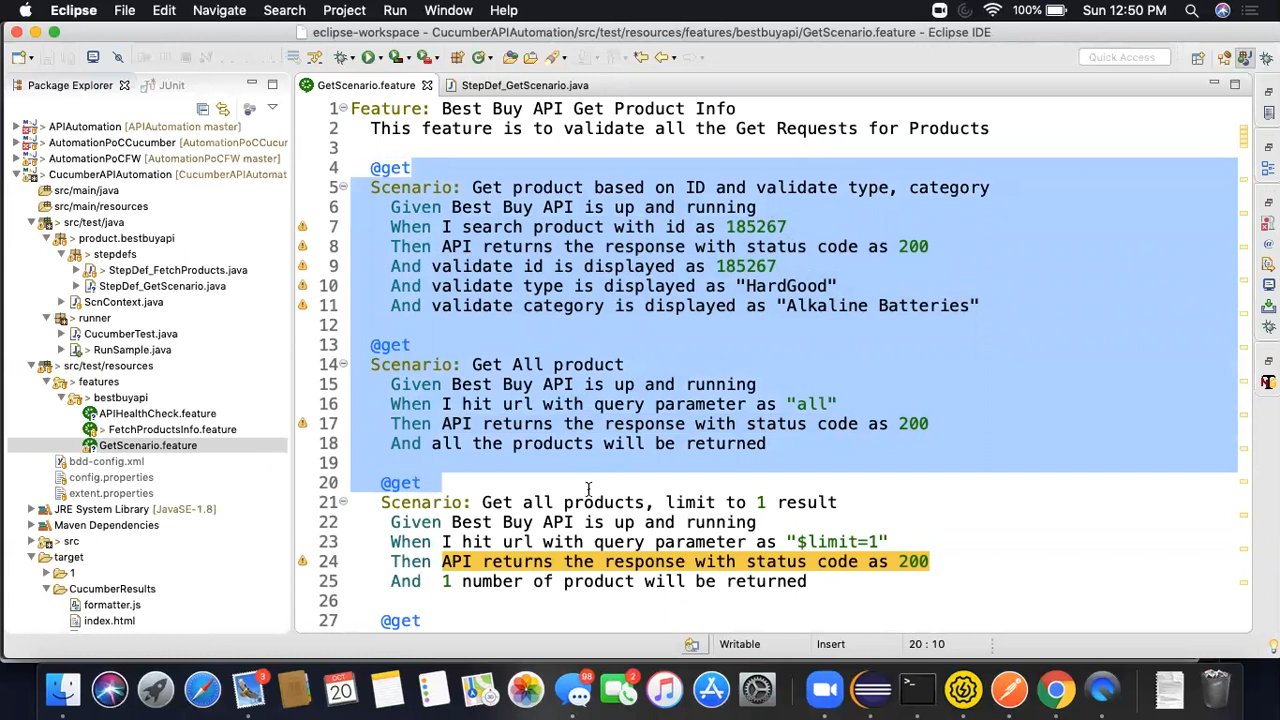 Eclipse File Edit Navigate Search Project Run Window Help 100% Sun 12:50 PM
eclipse-workspace - CucumberAPIAutomation/src/test/resources/features/bestbuyapi/GetScenario.feature - Eclipse IDE
Quick Access
Package Explorer JUnit
GetScenario.feature StepDef_GetScenario.java
> APIAutomation [APIAutomation master]
> AutomationPoCCucumber [AutomationPoCCucur
> AutomationPoCFW [AutomationPoCFW master]
> CucumberAPIAutomation [CucumberAPIAutomat
src/main/java
src/main/resources
> src/test/java
> product.bestbuyapi
stepdefs
> StepDef_FetchProducts.java
StepDef_GetScenario.java
ScnContext.java
> runner
CucumberTest.java
> RunSample.java
> src/test/resources
> features
> bestbuyapi
APIHealthCheck.feature
> FetchProductsInfo.feature
GetScenario.feature
bdd-config.xml
config.properties
extent.properties
JRE System Library [JavaSE-1.8]
Maven Dependencies
> src
target
> 1
CucumberResults
formatter.js
index.html
1 Feature: Best Buy API Get Product Info
2 This feature is to validate all the Get Requests for Products
3
4 @get
5 Scenario: Get product based on ID and validate type, category
6 Given Best Buy API is up and running
7 When I search product with id as 185267
8 Then API returns the response with status code as 200
9 And validate id is displayed as 185267
10 And validate type is displayed as "HardGood"
11 And validate category is displayed as "Alkaline Batteries"
12
13 @get
14 Scenario: Get All product
15 Given Best Buy API is up and running
16 When I hit url with query parameter as "all"
17 Then API returns the response with status code as 200
18 And all the products will be returned
19
20 @get
21 Scenario: Get all products, limit to 1 result
22 Given Best Buy API is up and running
23 When I hit url with query parameter as "$limit=1"
24 Then API returns the response with status code as 200
25 And 1 number of product will be returned
26
27 @get
Writable Insert 20 : 10
3 OCT 20 98 2